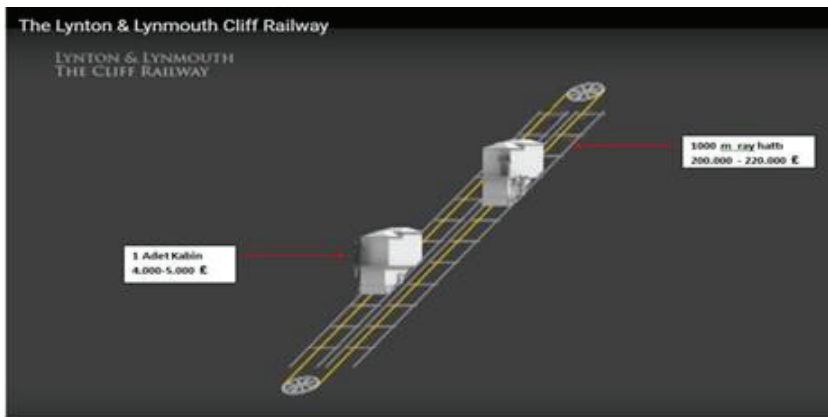 The Lynton & Lynmouth Cliff Railway
LYNTON & LYNMOUTH
THE CLIFF RAILWAY
1000 m ray hattı
200.000 - 220.000 £
1 Adet Kabin
4.000-5.000 £